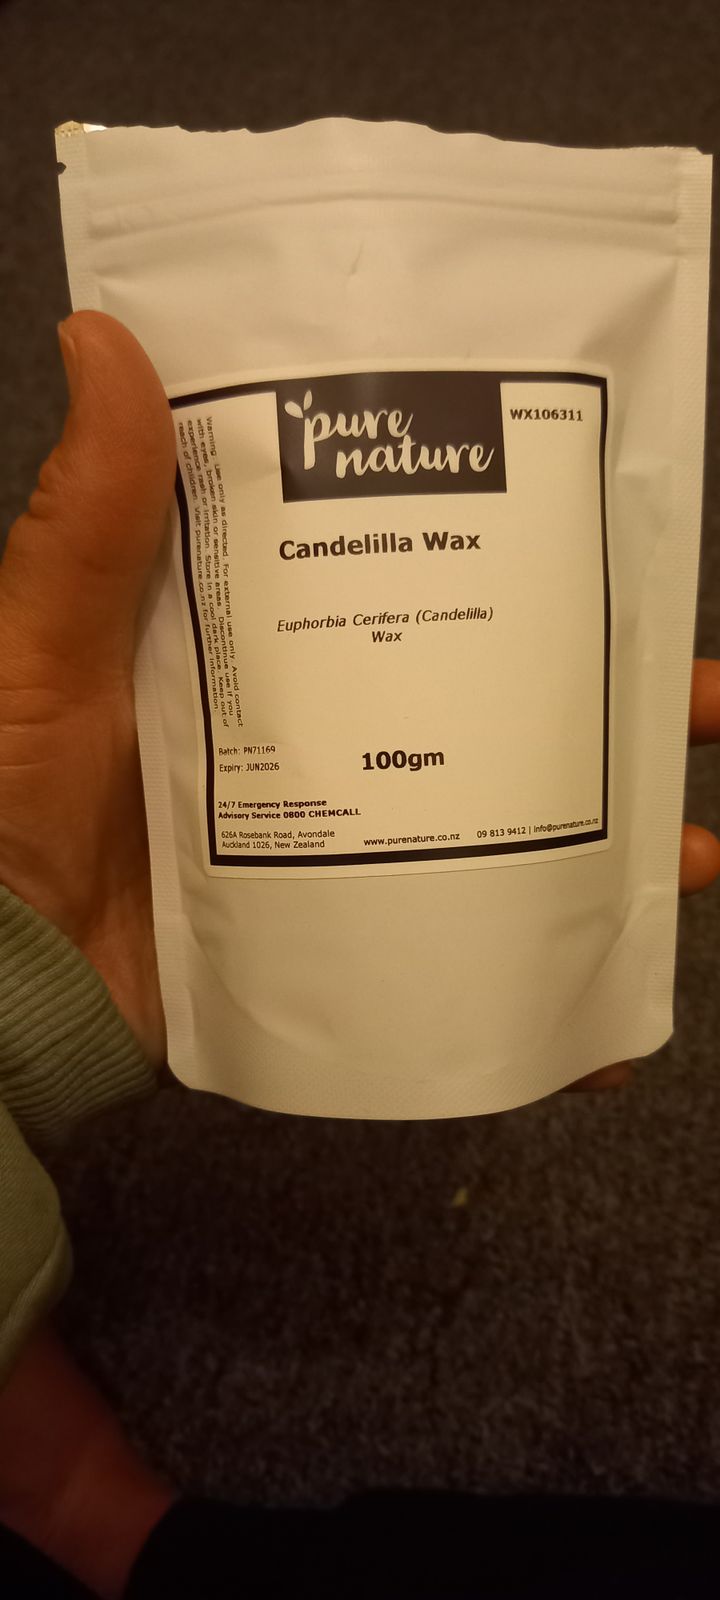 pure
nature
WX106311
Candelilla Wax
Euphorbia Cerifera (Candelilla)
Wax
Warning: Use only as directed. For external use only. Avoid contact
with eyes, broken skin or sensitive areas. Discontinue use if you
experience rash or irritation. Store in a cool dark place. Keep out of
reach of children. Visit purenature.co.nz for further information
Batch: PN71169
Expiry: JUN2026
100gm
24/7 Emergency Response
Advisory Service 0800 CHEMCALL
626A Rosebank Road, Avondale
Auckland 1026, New Zealand
www.purenature.co.nz
09 813 9412 | info@purenature.co.nz